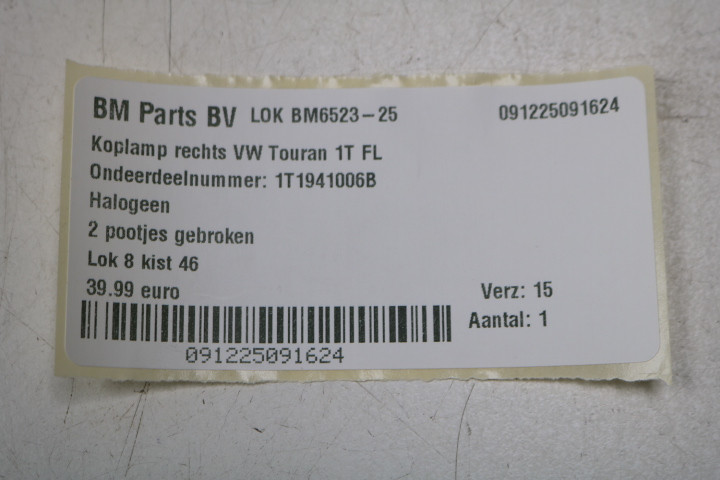 BM Parts BV LOK BM6523-25 091225091624
Koplamp rechts VW Touran 1T FL
Ondeerdeelnummer: 1T1941006B
Halogeen
2 pootjes gebroken
Lok 8 kist 46
39.99 euro Verz: 15
Aantal: 1
091225091624